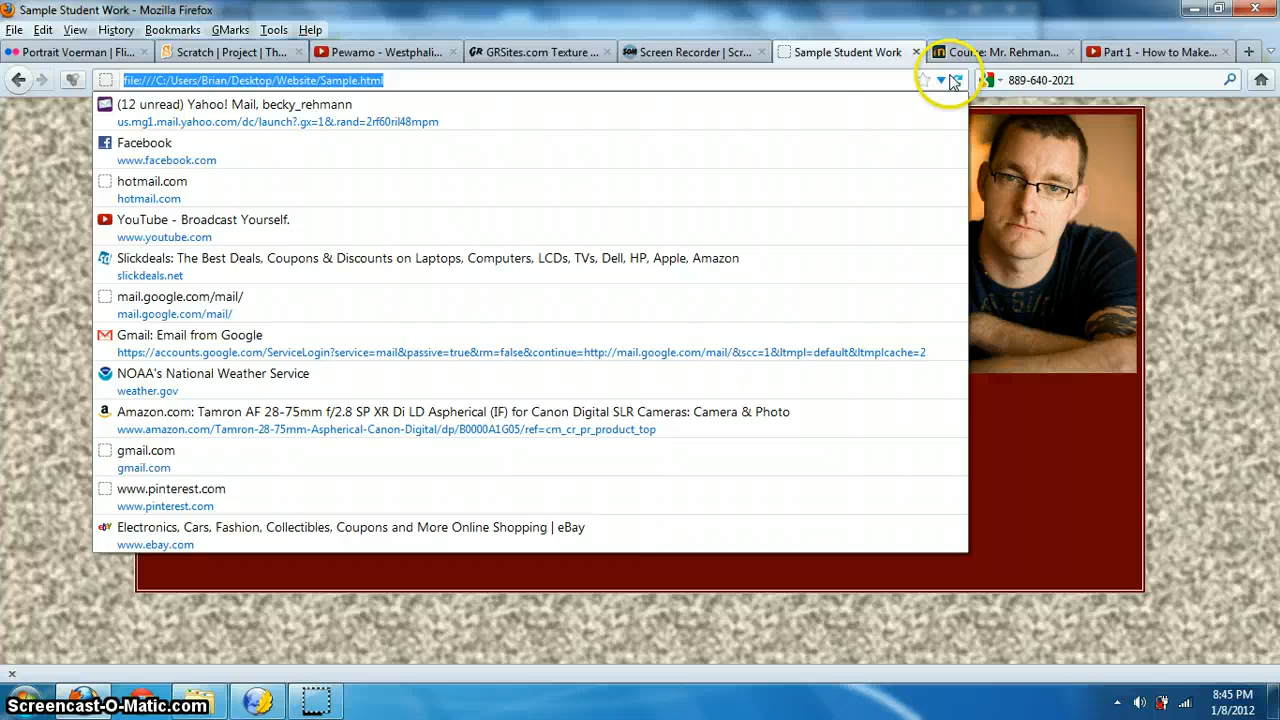 Sample Student Work - Mozilla Firefox
File Edit View History Bookmarks GMarks Tools Help
Portrait Voerman | Fli... Scratch | Project | Th... Pewamo - Westphali... GRSites.com Texture ... Screen Recorder | Scr... Sample Student Work Course: Mr. Rehman... Part 1 - How to Make...
file:///C:/Users/Brian/Desktop/Website/Sample.html 889-640-2021
(12 unread) Yahoo! Mail, becky_rehmann
us.mg1.mail.yahoo.com/dc/launch?.gx=1&.rand=2rf60ril48mpm
Facebook
www.facebook.com
hotmail.com
hotmail.com
YouTube - Broadcast Yourself.
www.youtube.com
Slickdeals: The Best Deals, Coupons & Discounts on Laptops, Computers, LCDs, TVs, Dell, HP, Apple, Amazon
slickdeals.net
mail.google.com/mail/
mail.google.com/mail/
Gmail: Email from Google
https://accounts.google.com/ServiceLogin?service=mail&passive=true&rm=false&continue=http://mail.google.com/mail/&scc=1&ltmpl=default&ltmplcache=2
NOAA's National Weather Service
weather.gov
Amazon.com: Tamron AF 28-75mm f/2.8 SP XR Di LD Aspherical (IF) for Canon Digital SLR Cameras: Camera & Photo
www.amazon.com/Tamron-28-75mm-Aspherical-Canon-Digital/dp/B0000A1G05/ref=cm_cr_pr_product_top
gmail.com
gmail.com
www.pinterest.com
www.pinterest.com
Electronics, Cars, Fashion, Collectibles, Coupons and More Online Shopping | eBay
www.ebay.com
8:45 PM
Screencast-O-Matic.com
1/8/2012